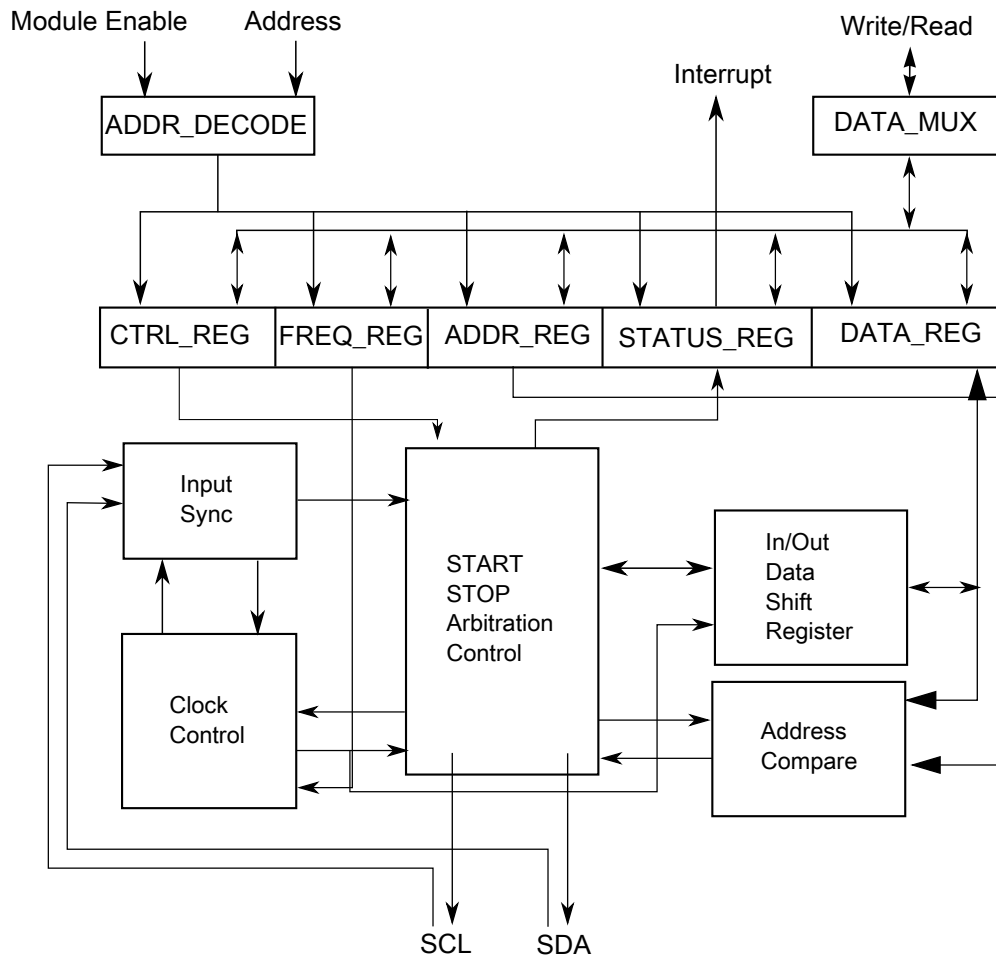 Module Enable
Address
Write/Read
Interrupt
ADDR_DECODE
DATA_MUX
CTRL_REG
FREQ_REG
ADDR_REG
STATUS_REG
DATA_REG
Input
Sync
START
STOP
Arbitration
Control
In/Out
Data
Shift
Register
Clock
Control
Address
Compare
SCL
SDA